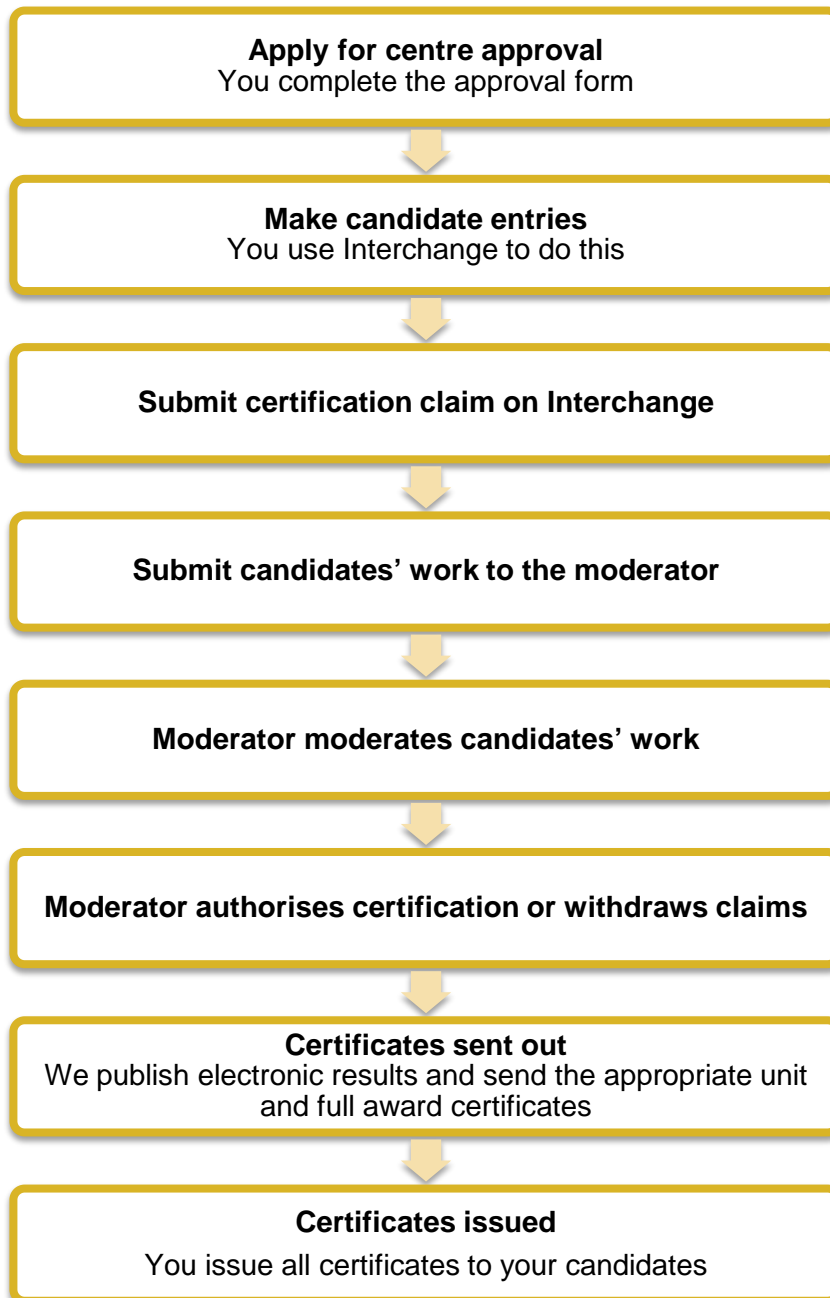 Apply for centre approval
You complete the approval form
Make candidate entries
You use Interchange to do this
Submit certification claim on Interchange
Submit candidates’ work to the moderator
Moderator moderates candidates’ work
Moderator authorises certification or withdraws claims
Certificates sent out
We publish electronic results and send the appropriate unit
and full award certificates
Certificates issued
You issue all certificates to your candidates